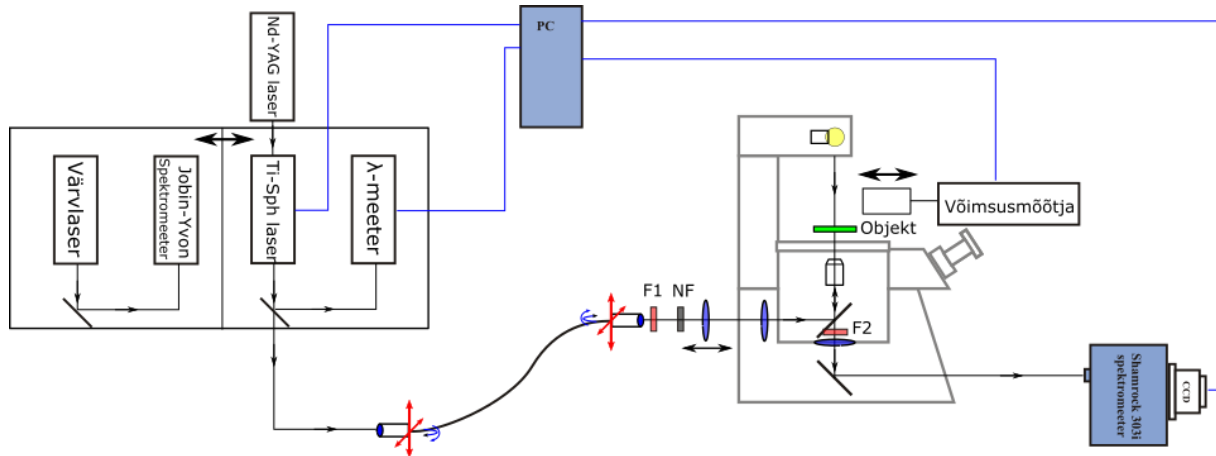 Nd-YAG laser
PC
Värvlaser
Jobin-Yvon
Spektromeeter
Ti-Sph laser
λ-meeter
Objekt
Võimsusmõõtja
F1
NF
F2
Shamrock 303i
spektromeeter
CCD